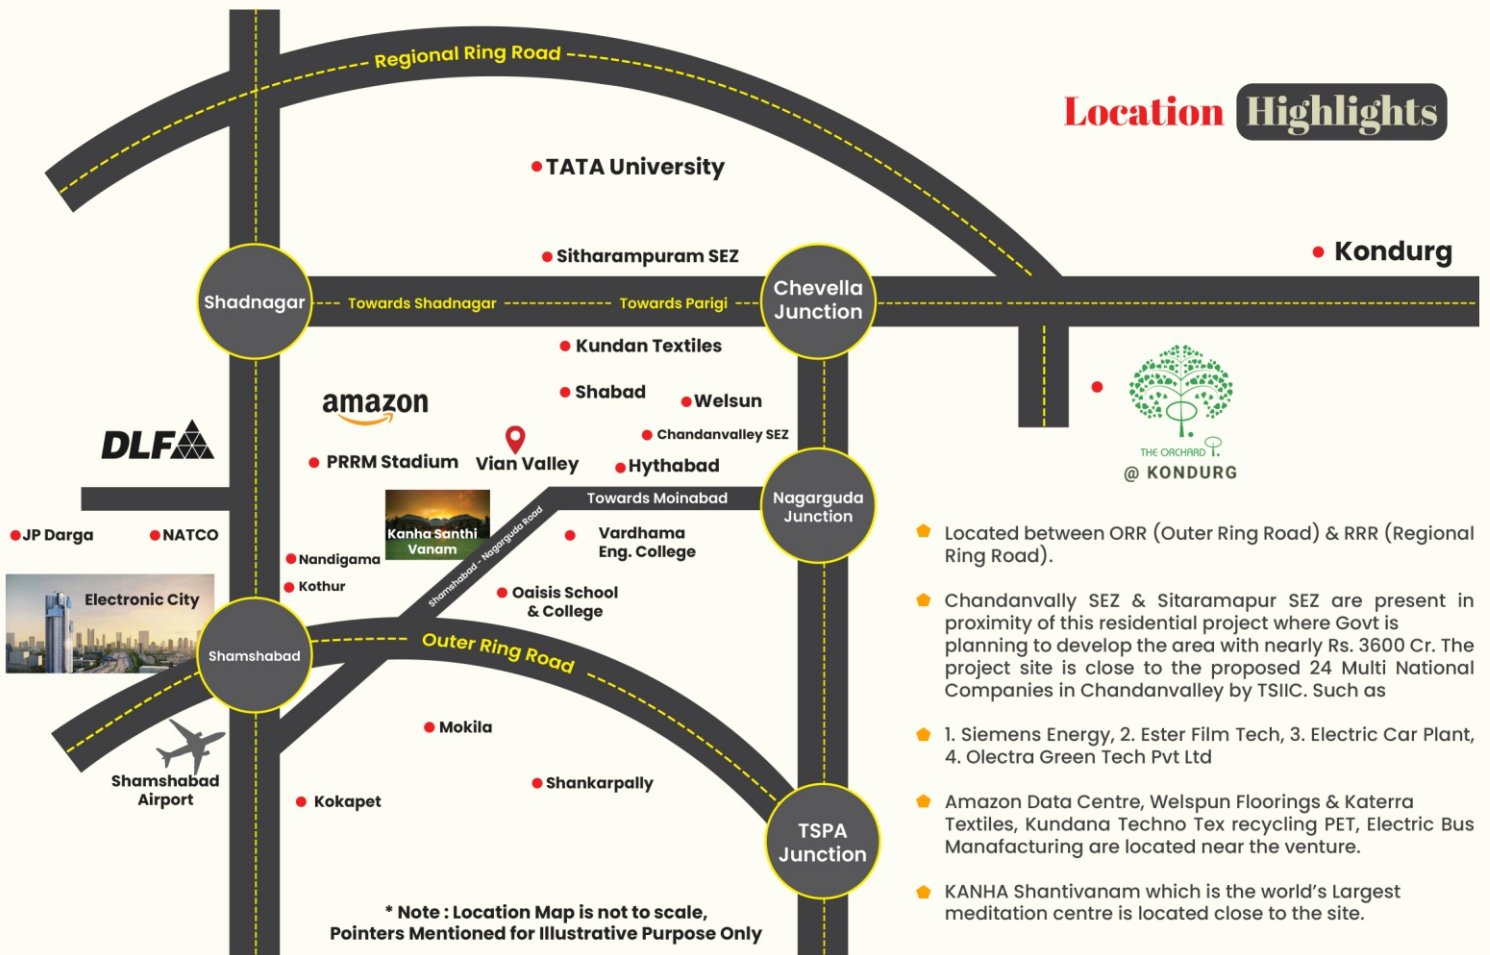 Regional Ring Road
Location Highlights
TATA University
Sitharampuram SEZ
Kondurg
Shadnagar
Towards Shadnagar
Towards Parigi
Chevella
Junction
Kundan Textiles
Shabad
Welsun
amazon
Chandanvalley SEZ
DLF
PRRM Stadium
Vian Valley
Hythabad
THE ORCHARD
@ KONDURG
Towards Moinabad
Nagarguda
Junction
Kanha Santhi
Vanam
Shamshabad - Nagarguda Road
JP Darga
NATCO
Vardhama
Eng. College
Nandigama
Kothur
Oaisis School
& College
Electronic City
Shamshabad
Outer Ring Road
Mokila
Shamshabad
Airport
Shankarpally
Kokapet
TSPA
Junction
* Note : Location Map is not to scale,
Pointers Mentioned for Illustrative Purpose Only
Located between ORR (Outer Ring Road) & RRR (Regional
Ring Road).
Chandanvally SEZ & Sitaramapur SEZ are present in
proximity of this residential project where Govt is
planning to develop the area with nearly Rs. 3600 Cr. The
project site is close to the proposed 24 Multi National
Companies in Chandanvalley by TSIIC. Such as
1. Siemens Energy, 2. Ester Film Tech, 3. Electric Car Plant,
4. Olectra Green Tech Pvt Ltd
Amazon Data Centre, Welspun Floorings & Katerra
Textiles, Kundana Techno Tex recycling PET, Electric Bus
Manafacturing are located near the venture.
KANHA Shantivanam which is the world's Largest
meditation centre is located close to the site.